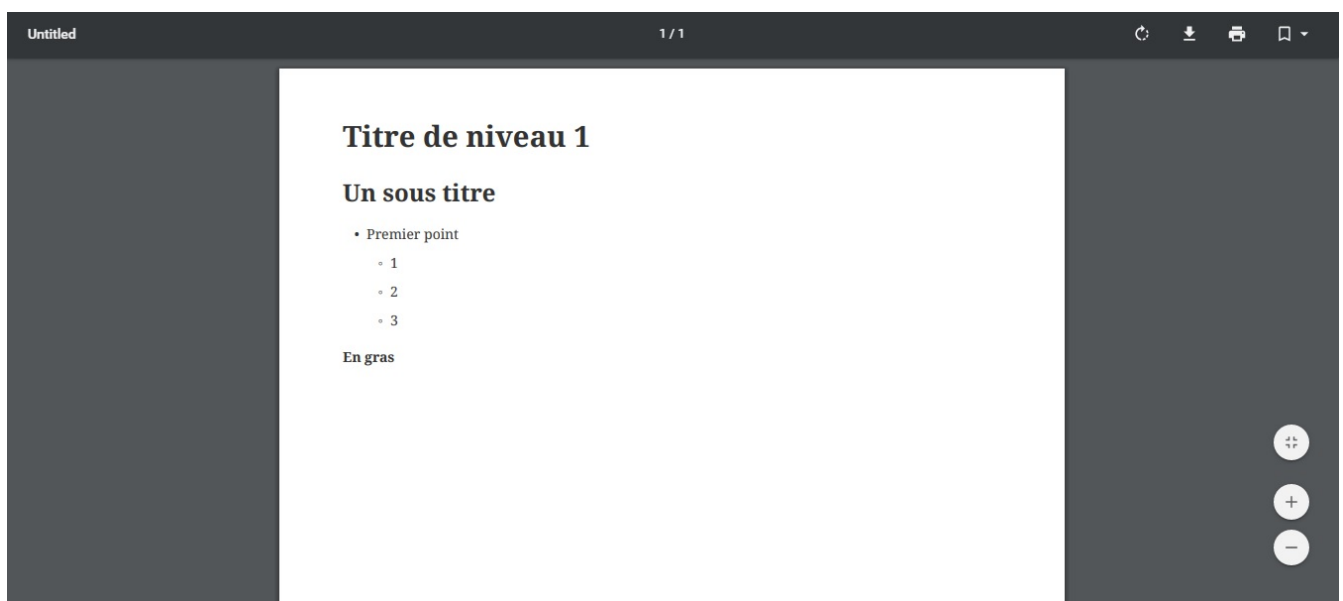 Untitled
1 / 1
Titre de niveau 1
Un sous titre
• Premier point
◦ 1
◦ 2
◦ 3
En gras